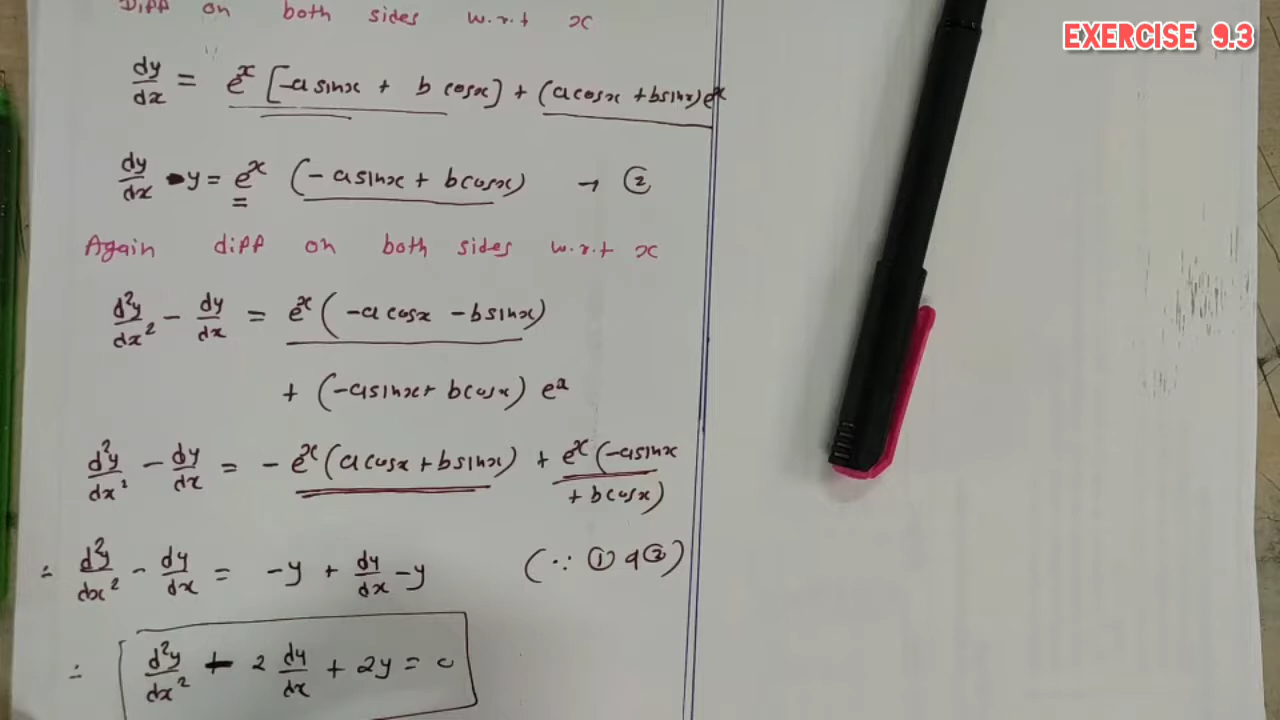 Diff on both sides w.r.t x
EXERCISE 9.3
dy/dx = e^x [-a sinx + b cosx] + (a cosx + b sinx) e^x
dy/dx - y = e^x (-a sinx + b cosx) → ②
Again diff on both sides w.r.t x
d²y/dx² - dy/dx = e^x (-a cosx - b sinx)
+ (-a sinx + b cosx) e^x
d²y/dx² - dy/dx = - e^x (a cosx + b sinx) + e^x (-a sinx
+ b cosx)
∴ d²y/dx² - dy/dx = -y + dy/dx - y (∵ ① & ②)
∴ d²y/dx² - 2 dy/dx + 2y = 0